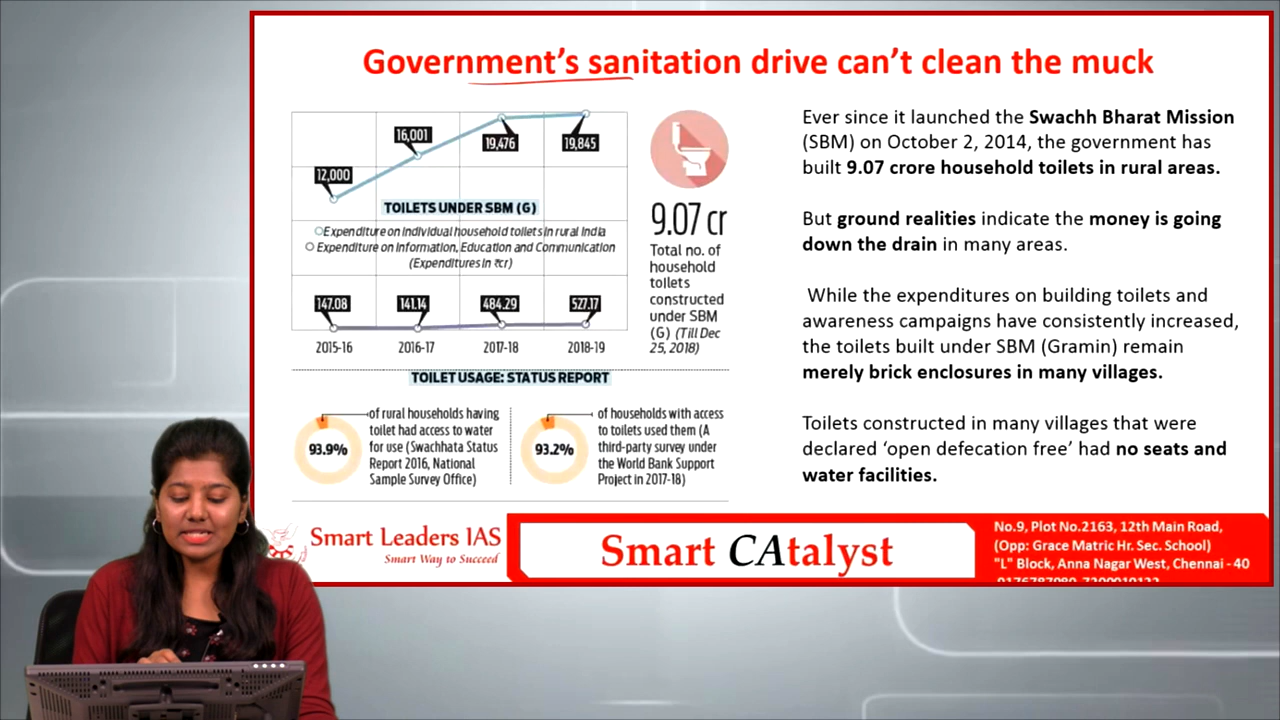 Government's sanitation drive can't clean the muck
12,000
16,001
19,476
19,845
TOILETS UNDER SBM (G)
Expenditure on individual household toilets in rural India
Expenditure on Information, Education and Communication
(Expenditures in ₹cr)
147.08
141.14
484.29
527.17
2015-16
2016-17
2017-18
2018-19
9.07 cr
Total no. of
household
toilets
constructed
under SBM
(G) (Till Dec
25, 2018)
TOILET USAGE: STATUS REPORT
93.9%
of rural households having
toilet had access to water
for use (Swachhata Status
Report 2016, National
Sample Survey Office)
93.2%
of households with access
to toilets used them (A
third-party survey under
the World Bank Support
Project in 2017-18)
Ever since it launched the Swachh Bharat Mission
(SBM) on October 2, 2014, the government has
built 9.07 crore household toilets in rural areas.
But ground realities indicate the money is going
down the drain in many areas.
While the expenditures on building toilets and
awareness campaigns have consistently increased,
the toilets built under SBM (Gramin) remain
merely brick enclosures in many villages.
Toilets constructed in many villages that were
declared ‘open defecation free’ had no seats and
water facilities.
Smart Leaders IAS
Smart Way to Succeed
Smart CAtalyst
No.9, Plot No.2163, 12th Main Road,
(Opp: Grace Matric Hr. Sec. School)
"L" Block, Anna Nagar West, Chennai - 40